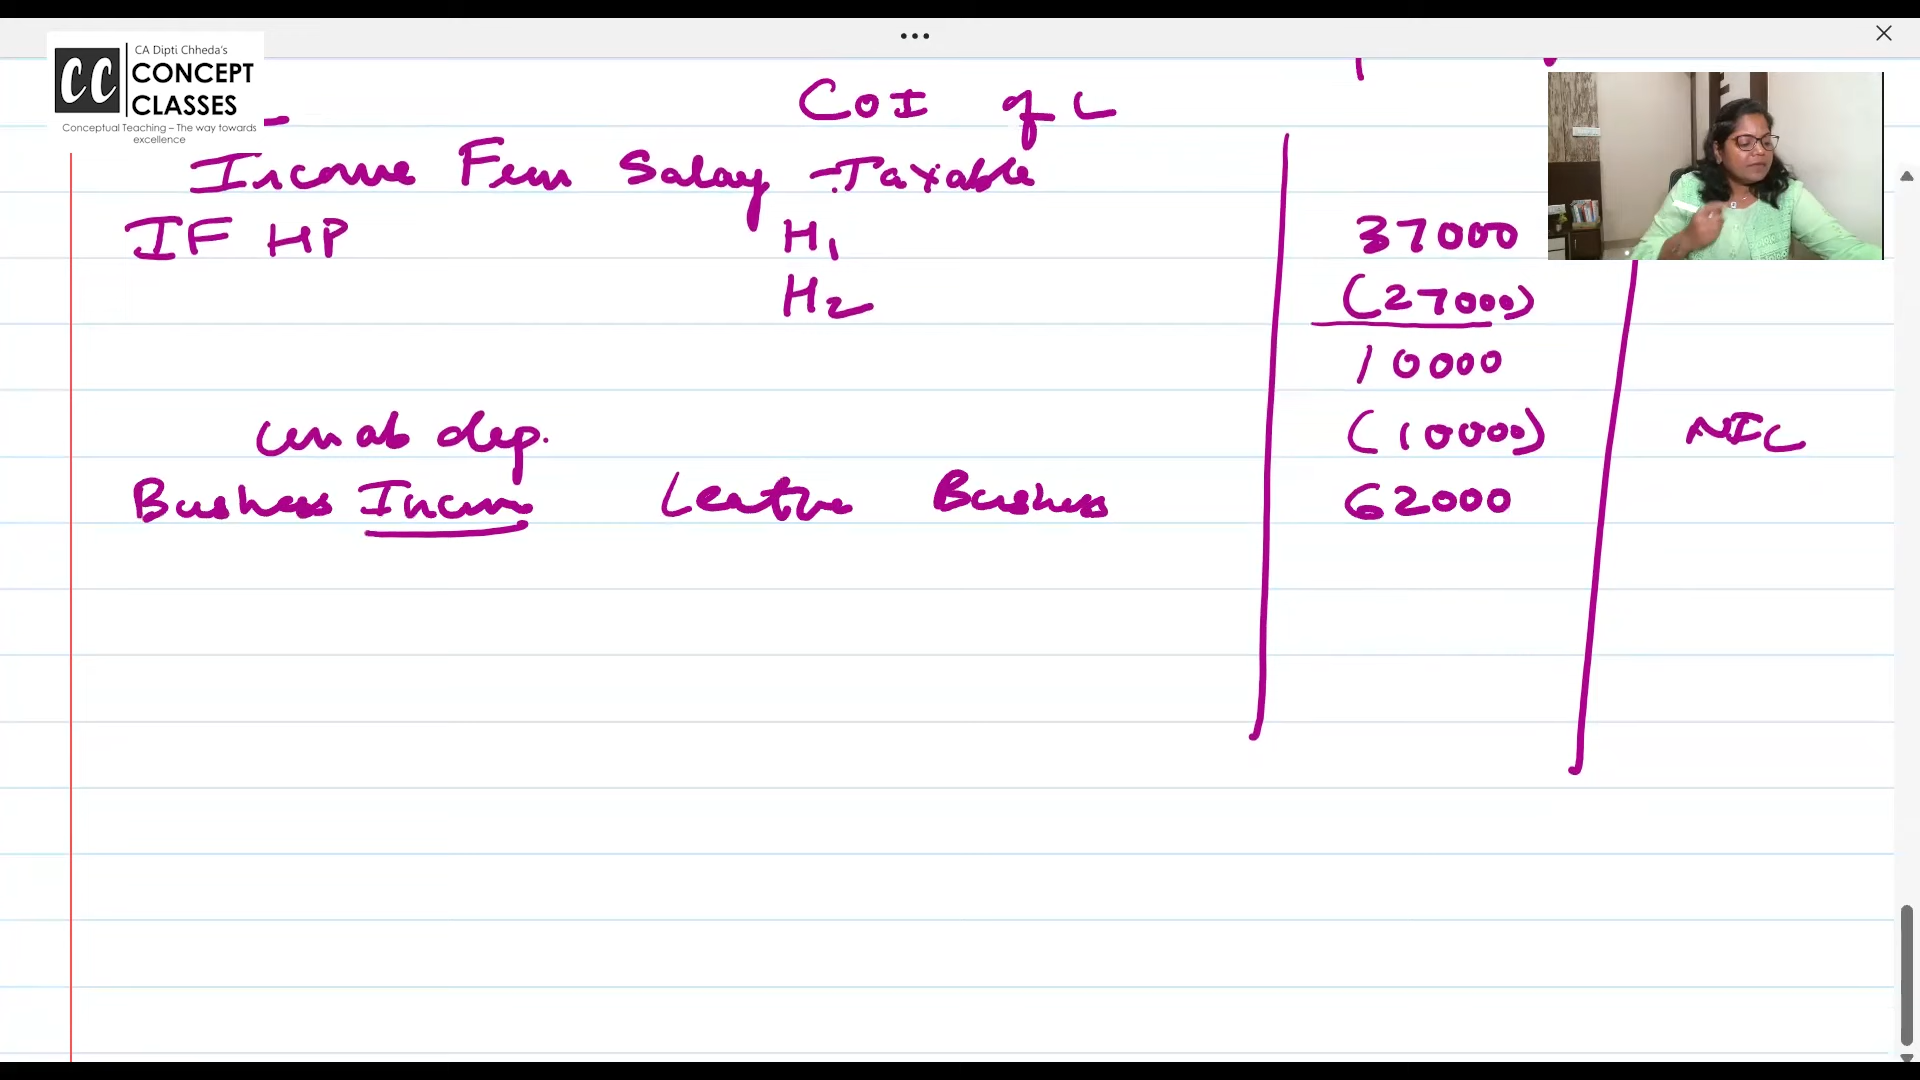 CA Dipti Chheda's
CC CONCEPT
CLASSES
Conceptual Teaching – The way towards
excellence
COI of L
Income From Salary - Taxable
IF HP H1 37000
H2 (27000)
10000
unab dep. (10000) NIL
Business Income Leather Business 62000